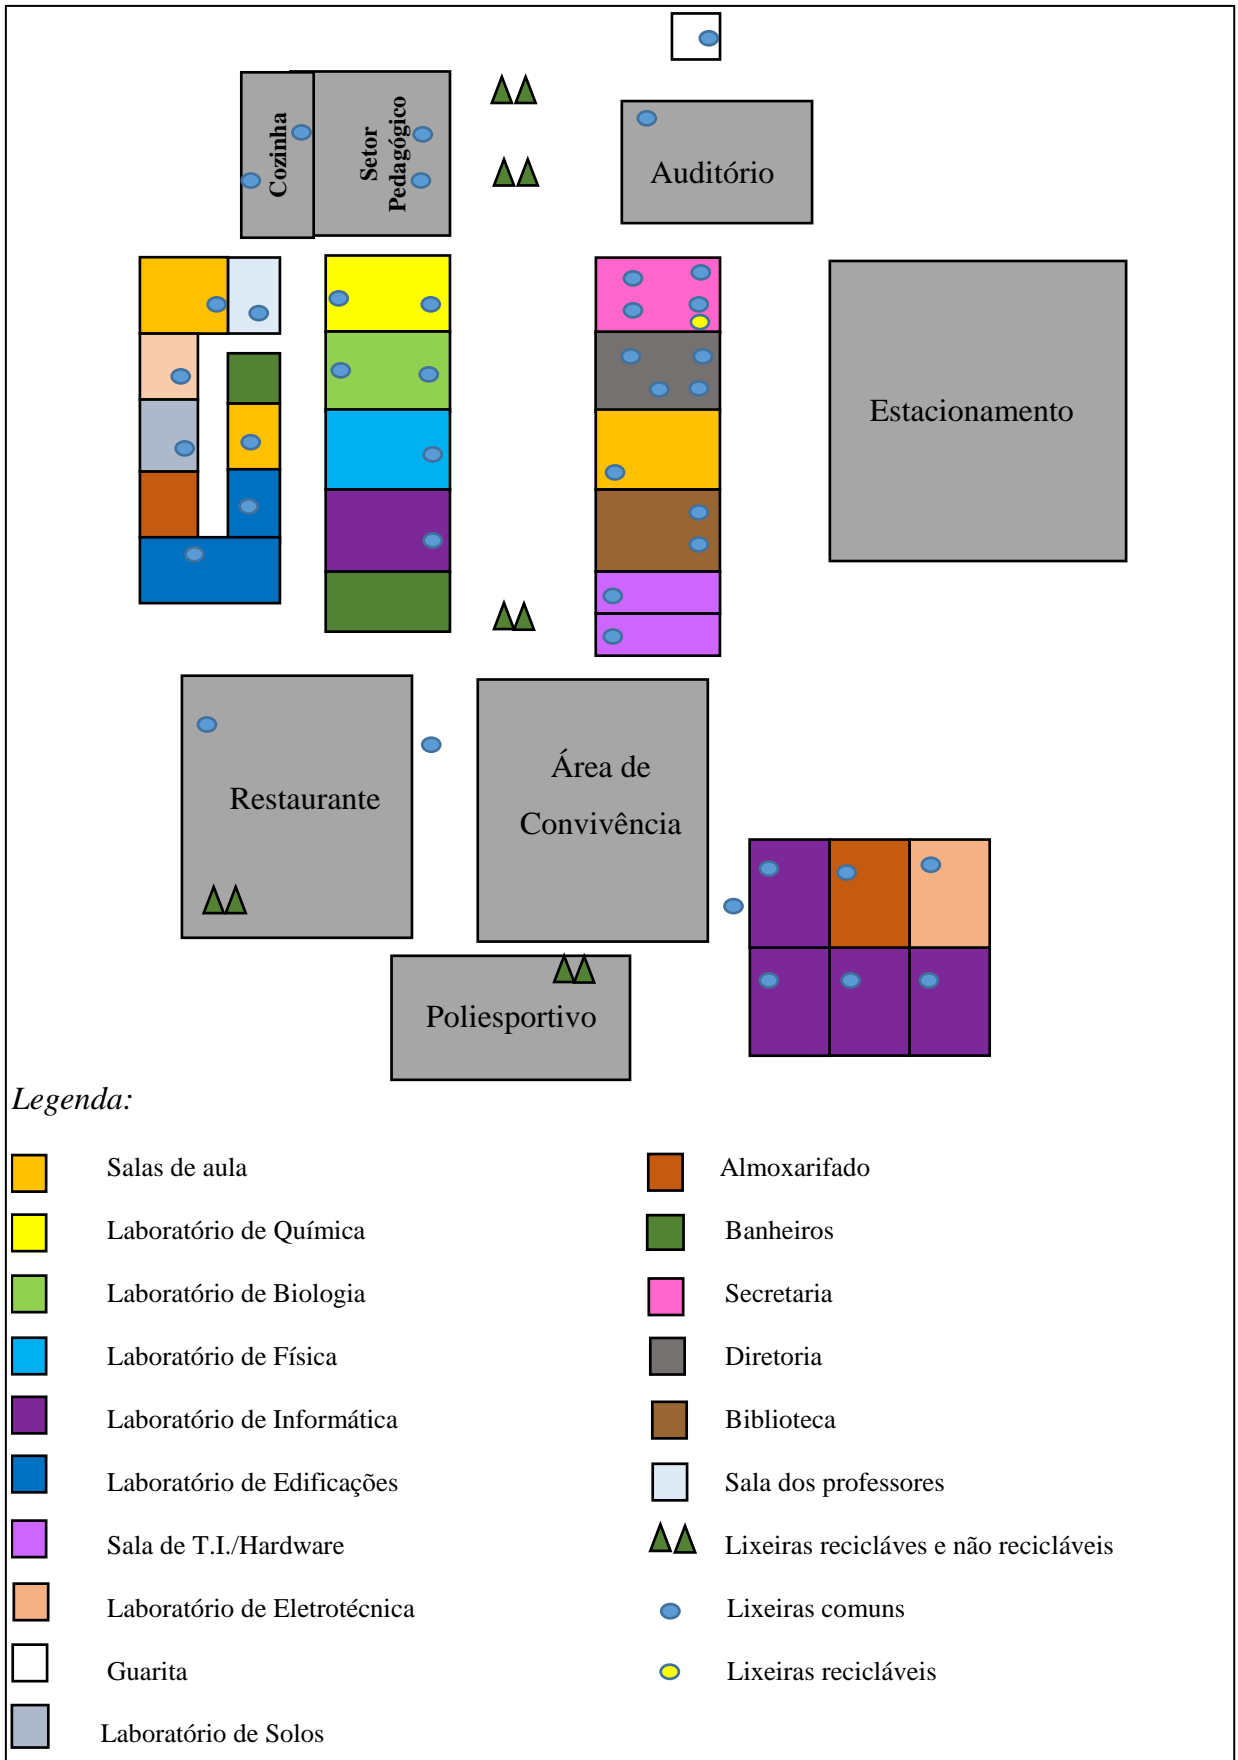 Cozinha
Setor
Pedagógico
Auditório
Estacionamento
Restaurante
Área de
Convivência
Poliesportivo
Legenda:
Salas de aula
Laboratório de Química
Laboratório de Biologia
Laboratório de Física
Laboratório de Informática
Laboratório de Edificações
Sala de T.I./Hardware
Laboratório de Eletrotécnica
Guarita
Laboratório de Solos
Almoxarifado
Banheiros
Secretaria
Diretoria
Biblioteca
Sala dos professores
Lixeiras recicláves e não recicláveis
Lixeiras comuns
Lixeiras recicláveis